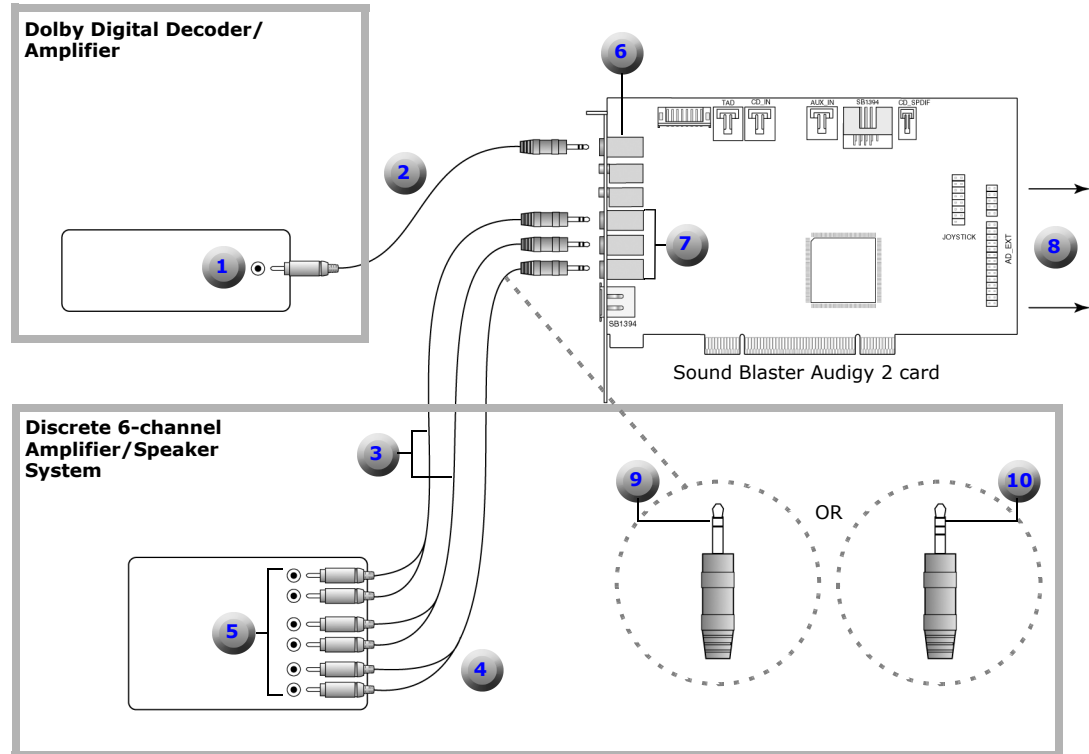 Dolby Digital Decoder/
Amplifier
6
TAD
CD_IN
AUX_IN
SB1394
CD_SPDIF
2
1
7
JOYSTICK
AD_EXT
8
SB1394
Sound Blaster Audigy 2 card
Discrete 6-channel
Amplifier/Speaker
System
3
9
OR
10
5
4